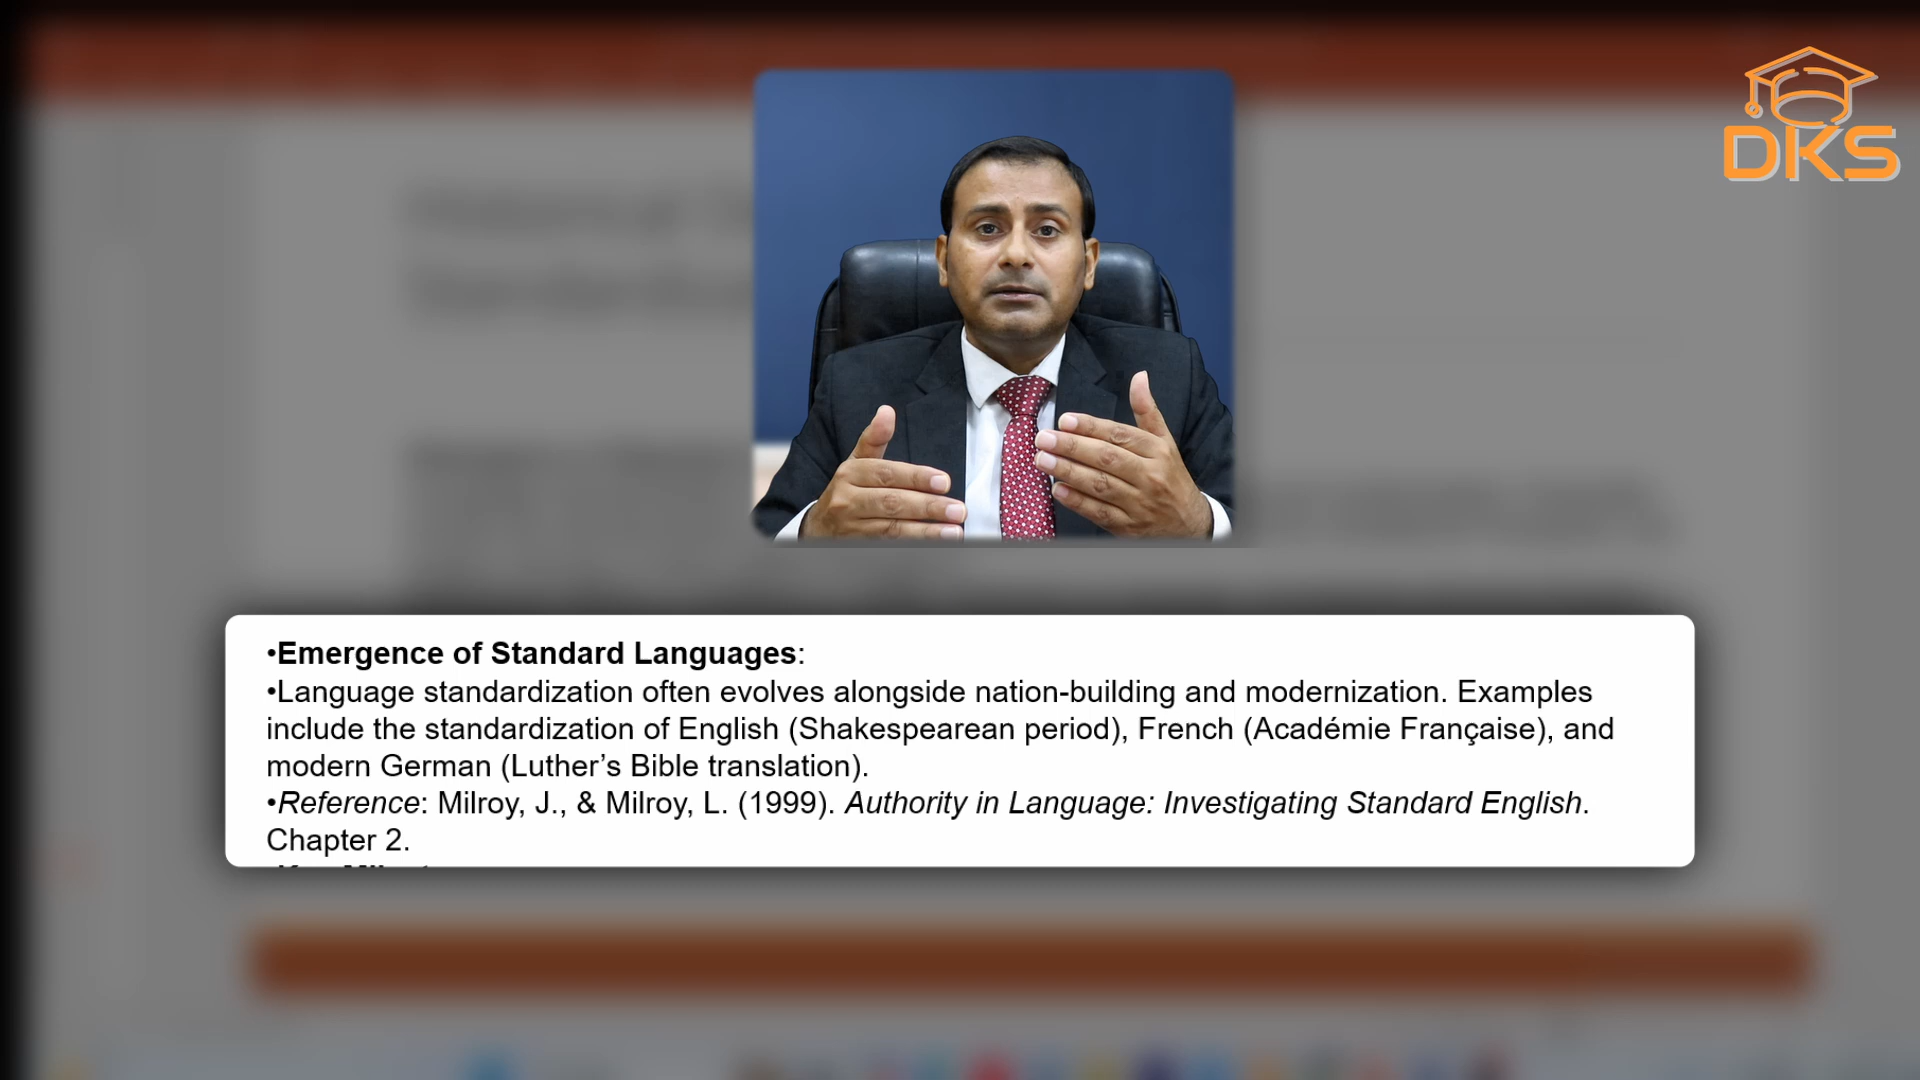 DKS
•Emergence of Standard Languages:
•Language standardization often evolves alongside nation-building and modernization. Examples
include the standardization of English (Shakespearean period), French (Académie Française), and
modern German (Luther’s Bible translation).
•Reference: Milroy, J., & Milroy, L. (1999). Authority in Language: Investigating Standard English.
Chapter 2.